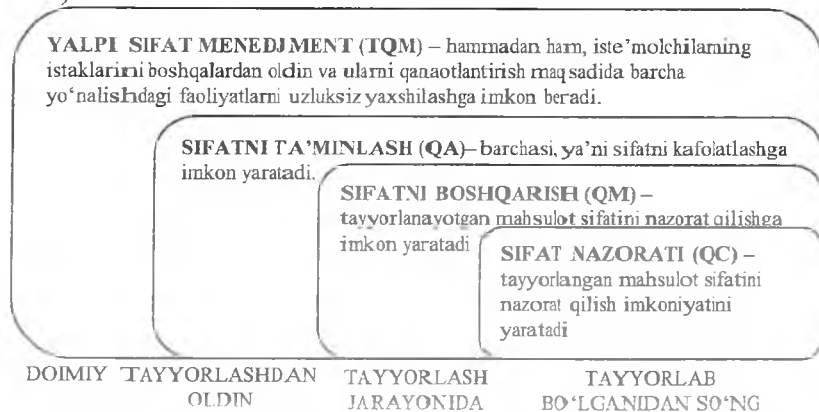 YALPI SIFAT MENEDJMENT (TQM) – hammadan ham, iste’molchilarning
istaklarini boshqalardan oldin va ularni qanaotlantirish maqsadida barcha
yo‘nalishdagi faoliyatlarni uzluksiz yaxshilashga imkon beradi.
SIFATNI TA’MINLASH (QA)– barchasi, ya’ni sifatni kafolatlashga
imkon yaratadi.
SIFATNI BOSHQARISH (QM) –
tayyorlanayotgan mahsulot sifatini nazorat qilishga
imkon yaratadi
SIFAT NAZORATI (QC) –
tayyorlangan mahsulot sifatini
nazorat qilish imkoniyatini
yaratadi
DOIMIY TAYYORLASHDAN TAYYORLASH TAYYORLAB
OLDIN JARAYONIDA BO‘LGANIDAN SO‘NG